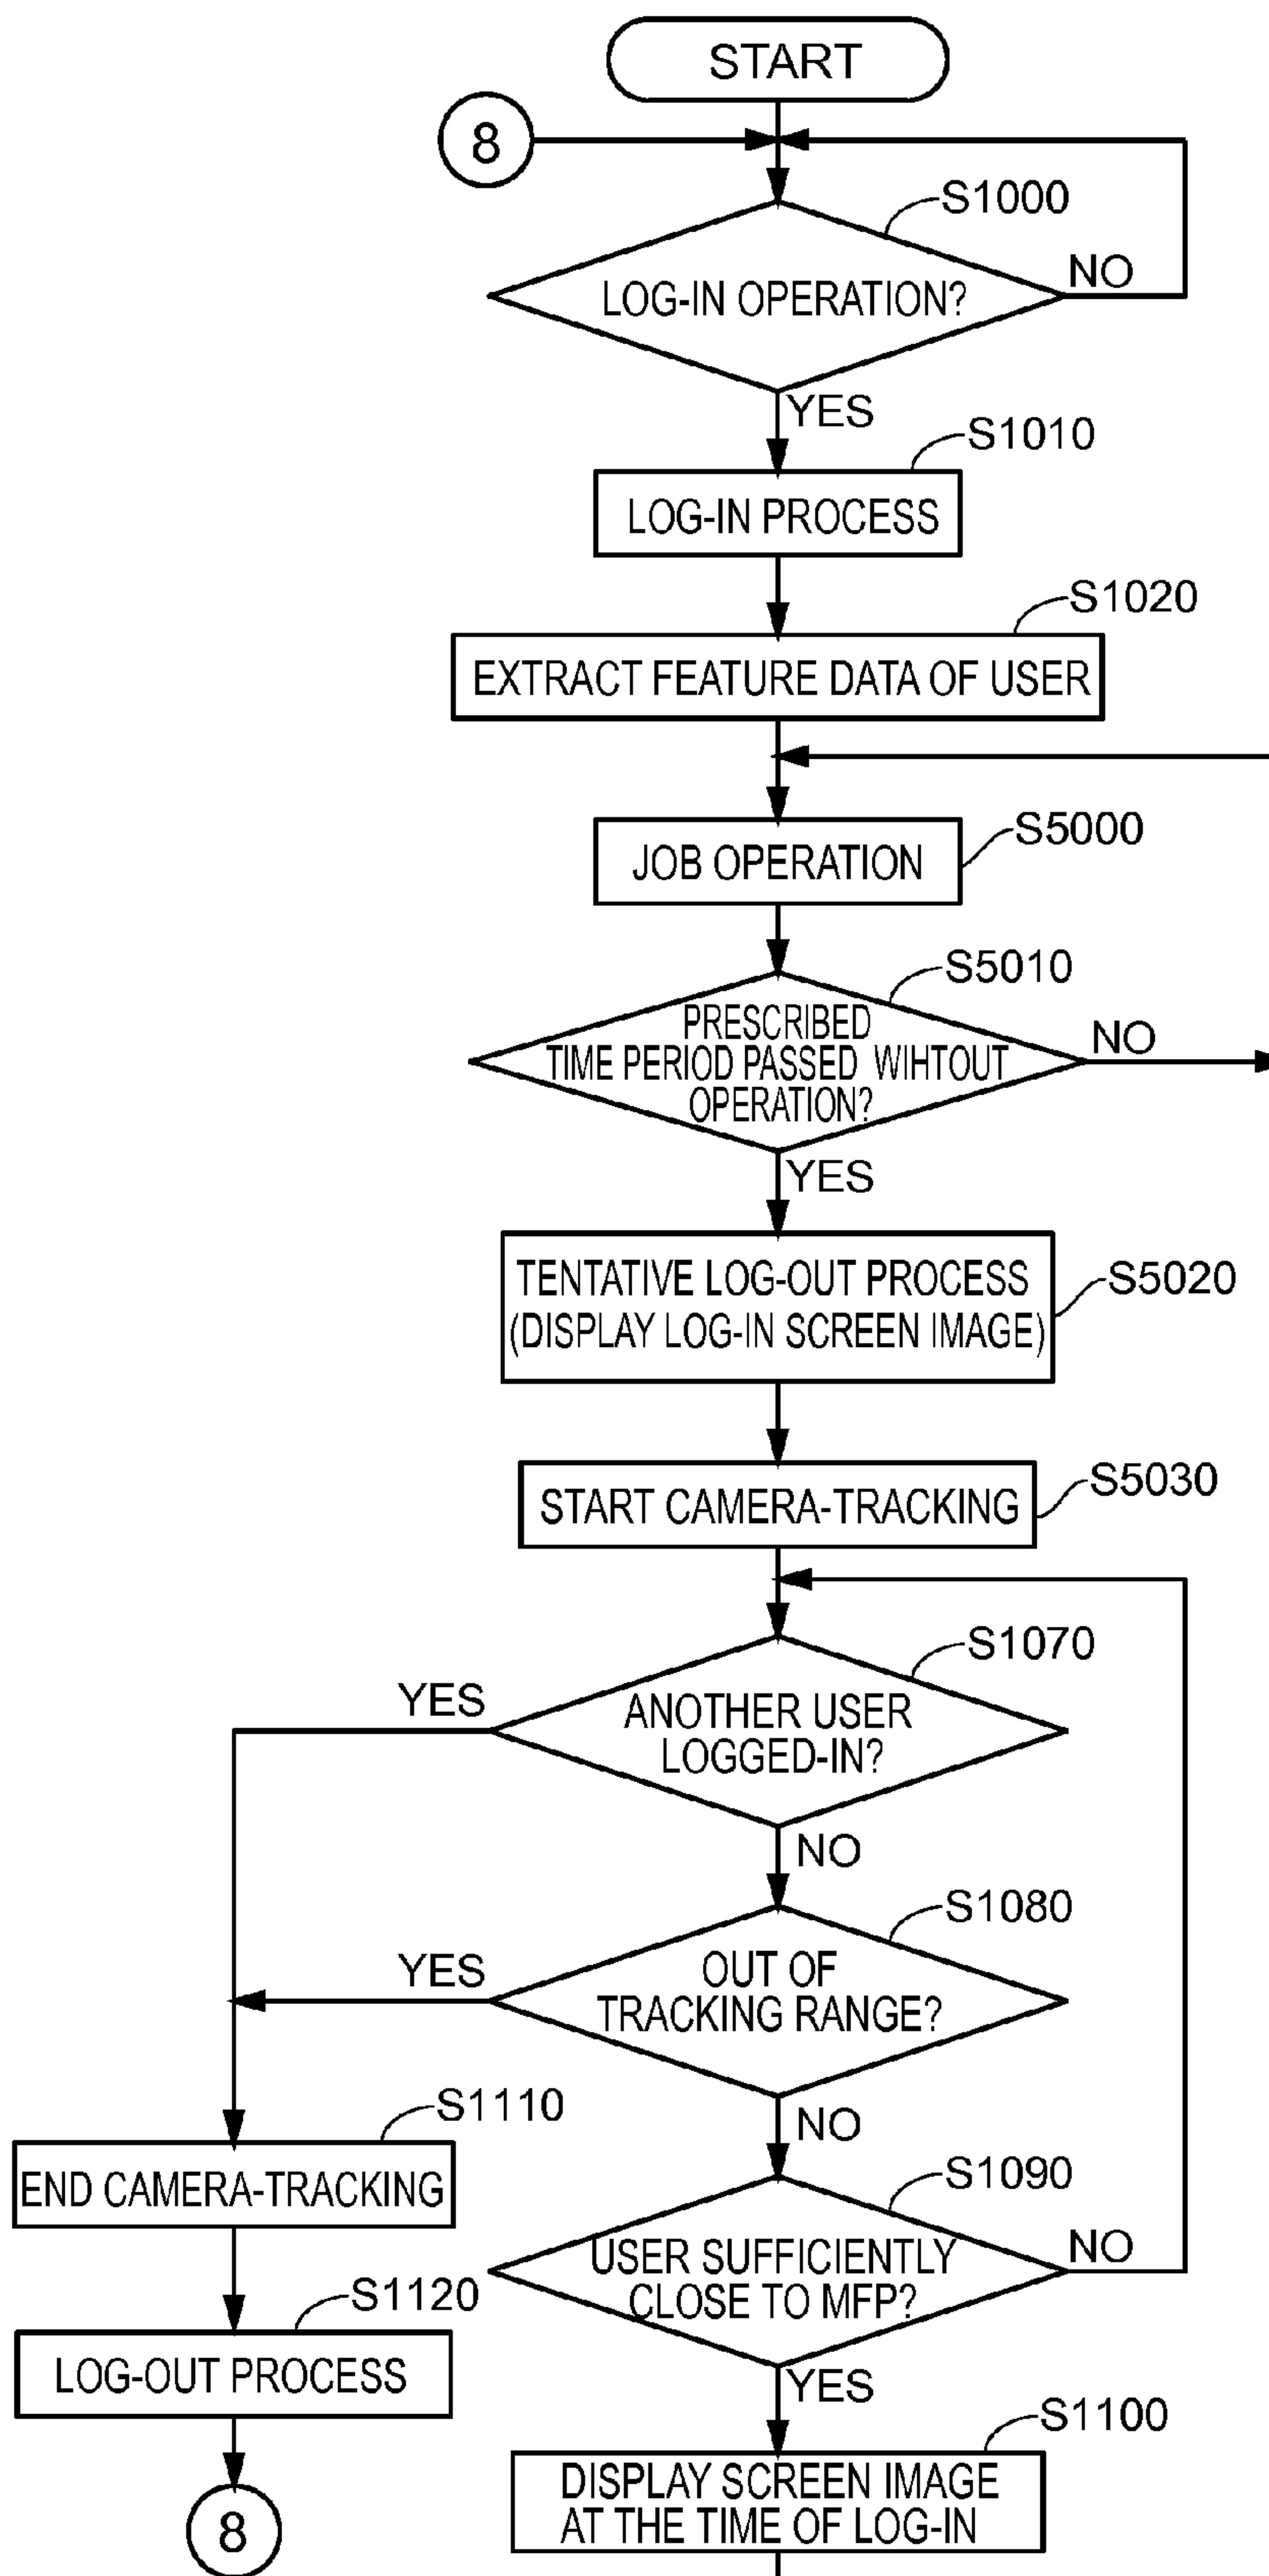 START
8
S1000
LOG-IN OPERATION?
NO
YES
S1010
LOG-IN PROCESS
S1020
EXTRACT FEATURE DATA OF USER
S5000
JOB OPERATION
S5010
PRESCRIBED
TIME PERIOD PASSED WIHTOUT
OPERATION?
NO
YES
S5020
TENTATIVE LOG-OUT PROCESS
(DISPLAY LOG-IN SCREEN IMAGE)
S5030
START CAMERA-TRACKING
S1070
YES
ANOTHER USER
LOGGED-IN?
NO
S1080
YES
OUT OF
TRACKING RANGE?
NO
S1110
END CAMERA-TRACKING
S1090
USER SUFFICIENTLY
CLOSE TO MFP?
NO
YES
S1120
LOG-OUT PROCESS
8
S1100
DISPLAY SCREEN IMAGE
AT THE TIME OF LOG-IN